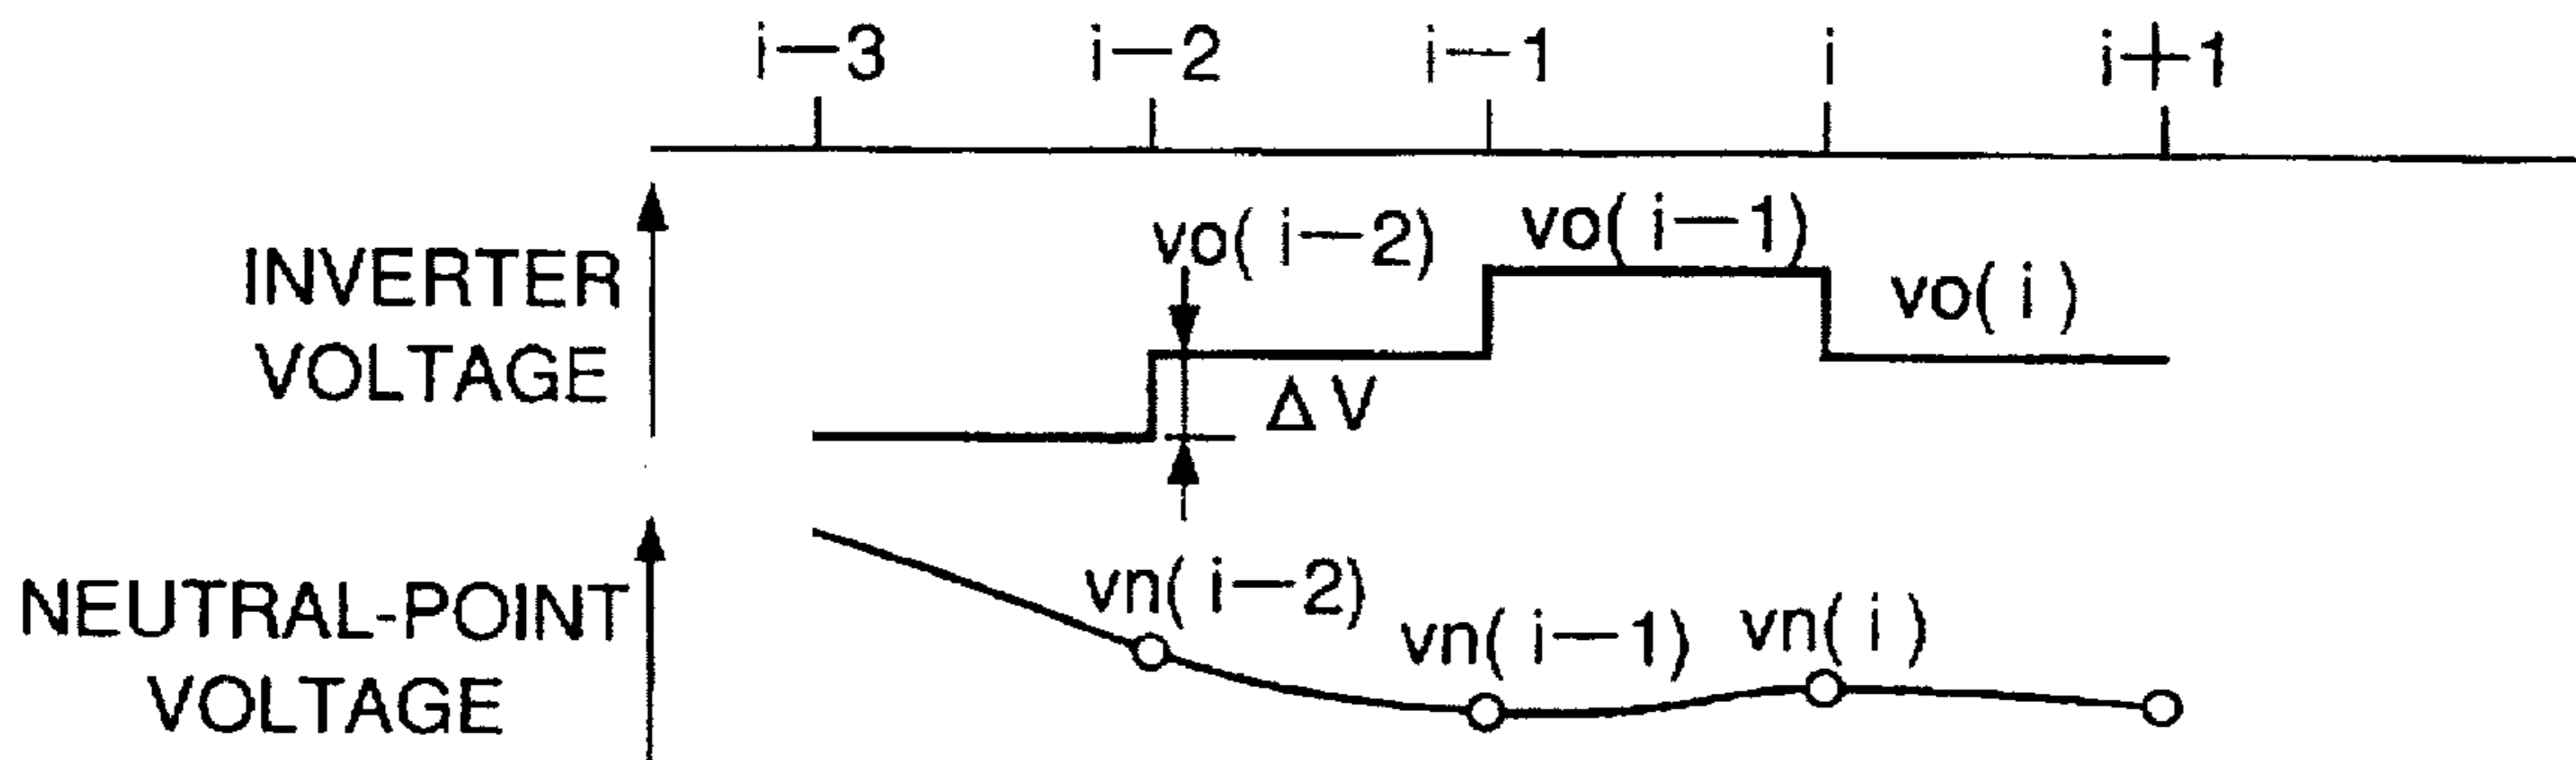 i−3 i−2 i−1 i i+1
vo( i−2) vo( i−1)
INVERTER
VOLTAGE
vo( i )
ΔV
NEUTRAL-POINT
VOLTAGE
vn( i−2)
vn( i−1) vn( i )